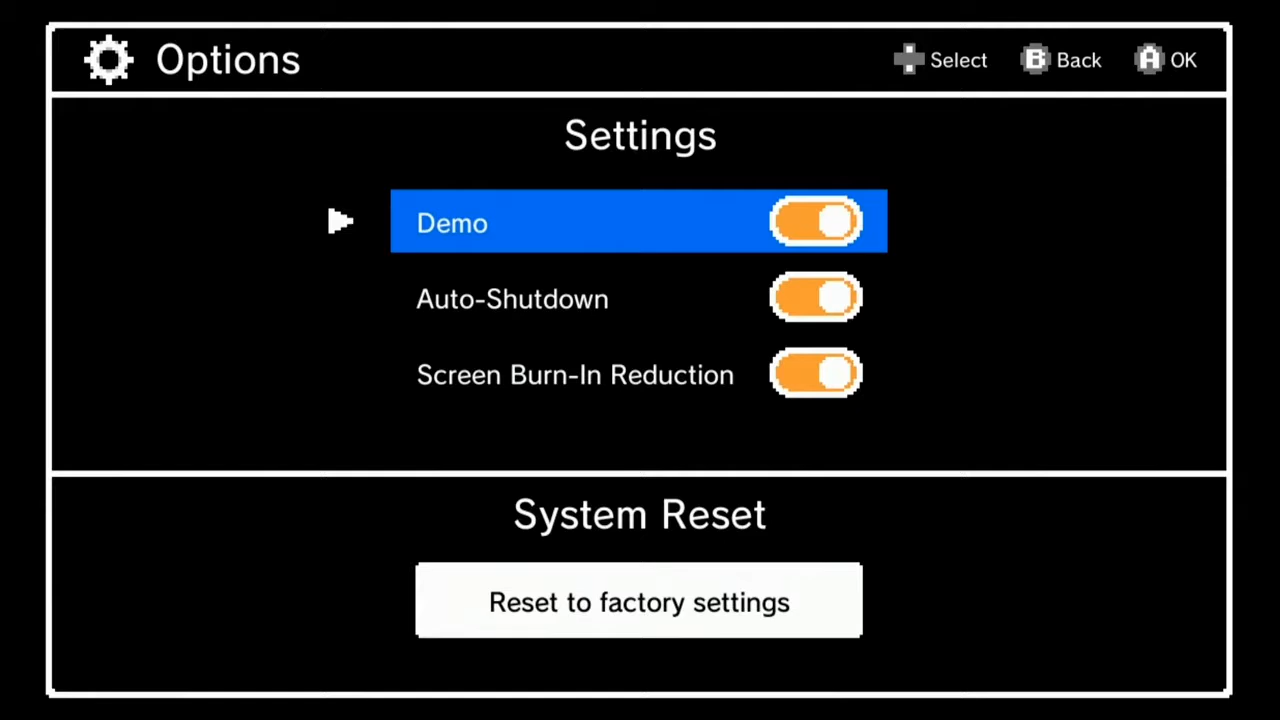 Options
Select
B Back
A OK
Settings
Demo
Auto-Shutdown
Screen Burn-In Reduction
System Reset
Reset to factory settings